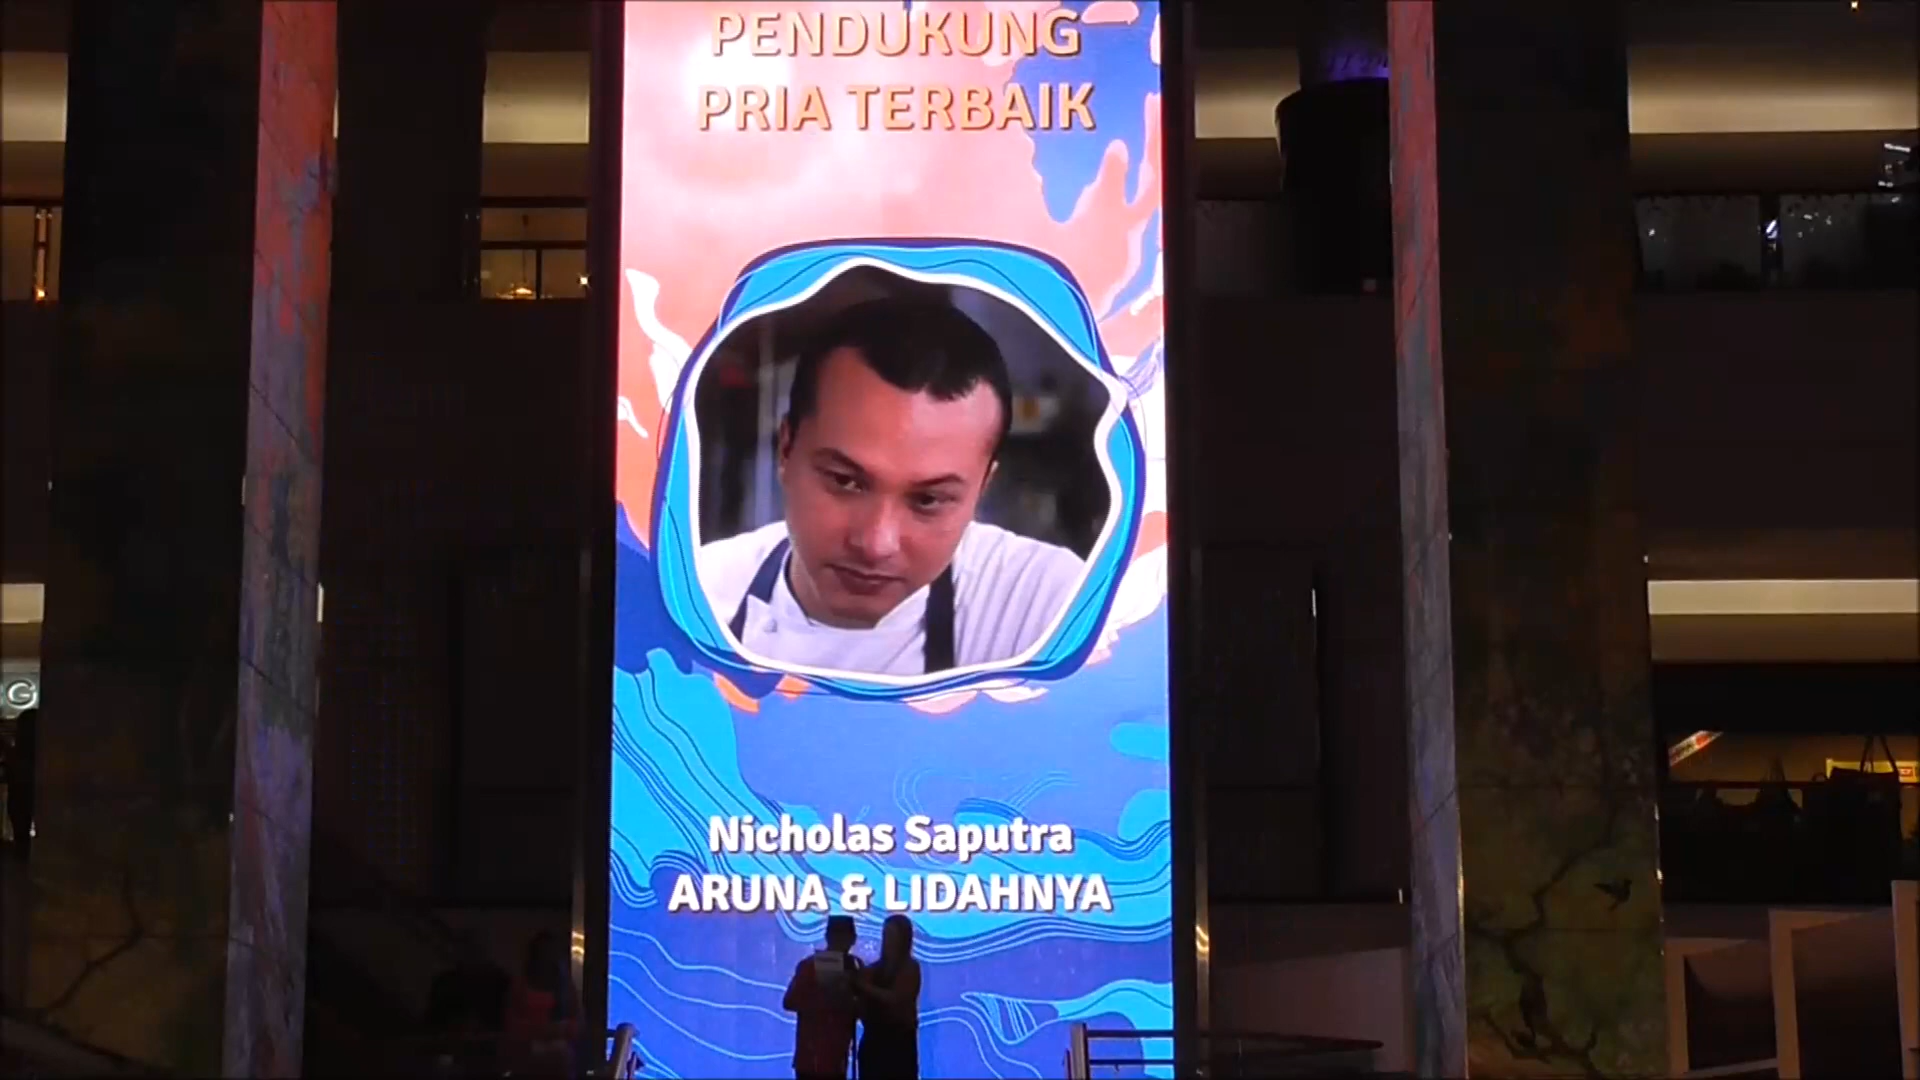 PENDUKUNG
PRIA TERBAIK
Nicholas Saputra
ARUNA & LIDAHNYA
G